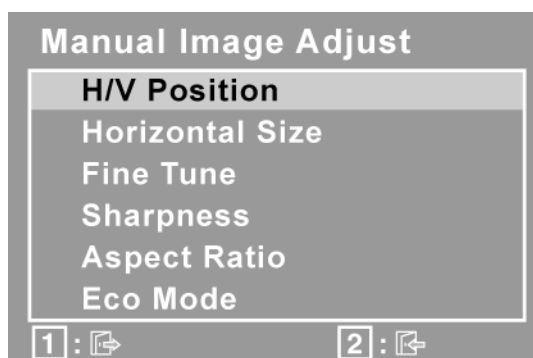 Manual Image Adjust
H/V Position
Horizontal Size
Fine Tune
Sharpness
Aspect Ratio
Eco Mode
1 : 2 :